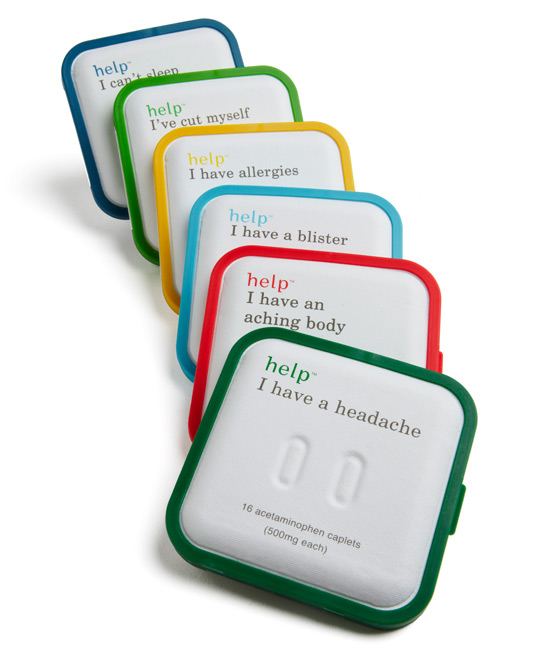 help™
I can't sleep
help™
I've cut myself
help™
I have allergies
help™
I have a blister
help™
I have an
aching body
help™
I have a headache
16 acetaminophen caplets
(500mg each)